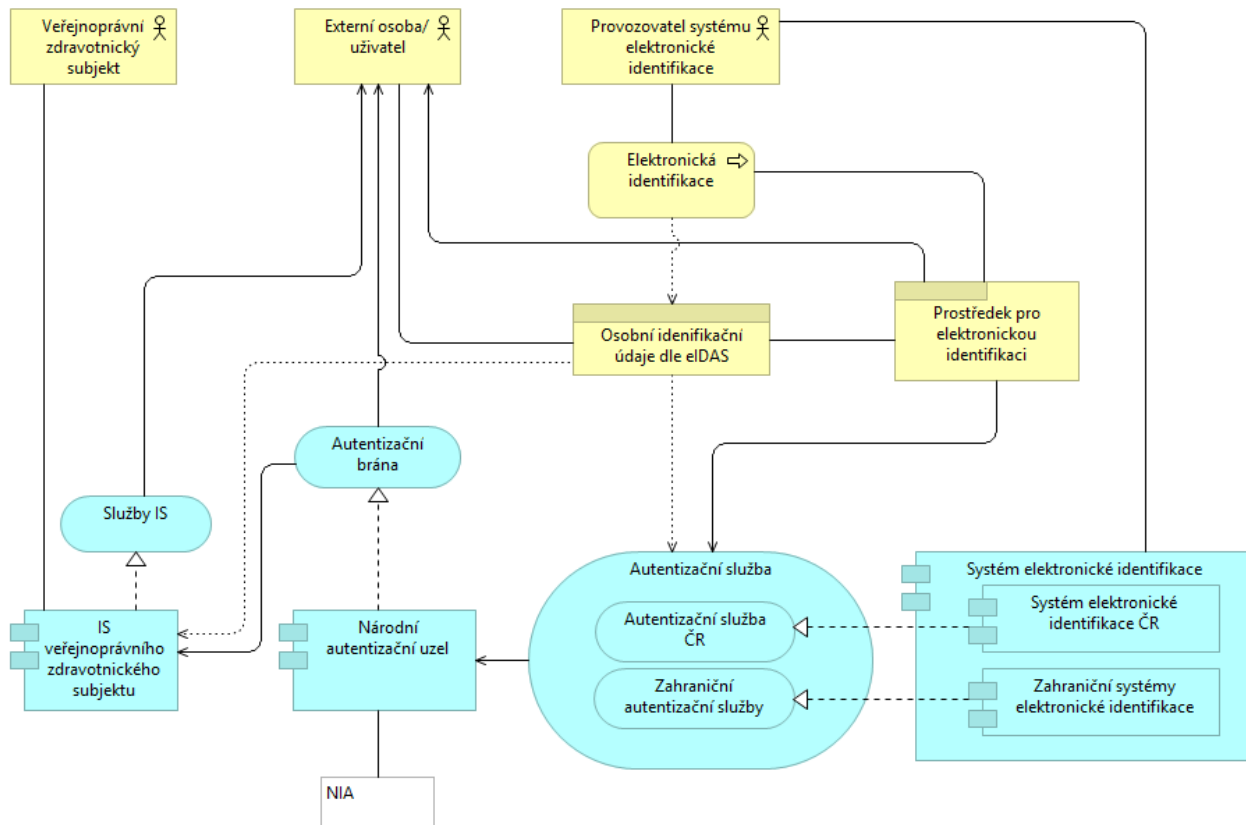 Veřejnoprávní
zdravotnický
subjekt
Externí osoba/
uživatel
Provozovatel systému
elektronické
identifikace
Elektronická
identifikace
Osobní idenifikační
údaje dle eIDAS
Prostředek pro
elektronickou
identifikaci
Autentizační
brána
Služby IS
IS
veřejnoprávního
zdravotnického
subjektu
Národní
autentizační uzel
Autentizační služba
Autentizační služba
ČR
Zahraniční
autentizační služby
Systém elektronické identifikace
Systém elektronické
identifikace ČR
Zahraniční systémy
elektronické identifikace
NIA